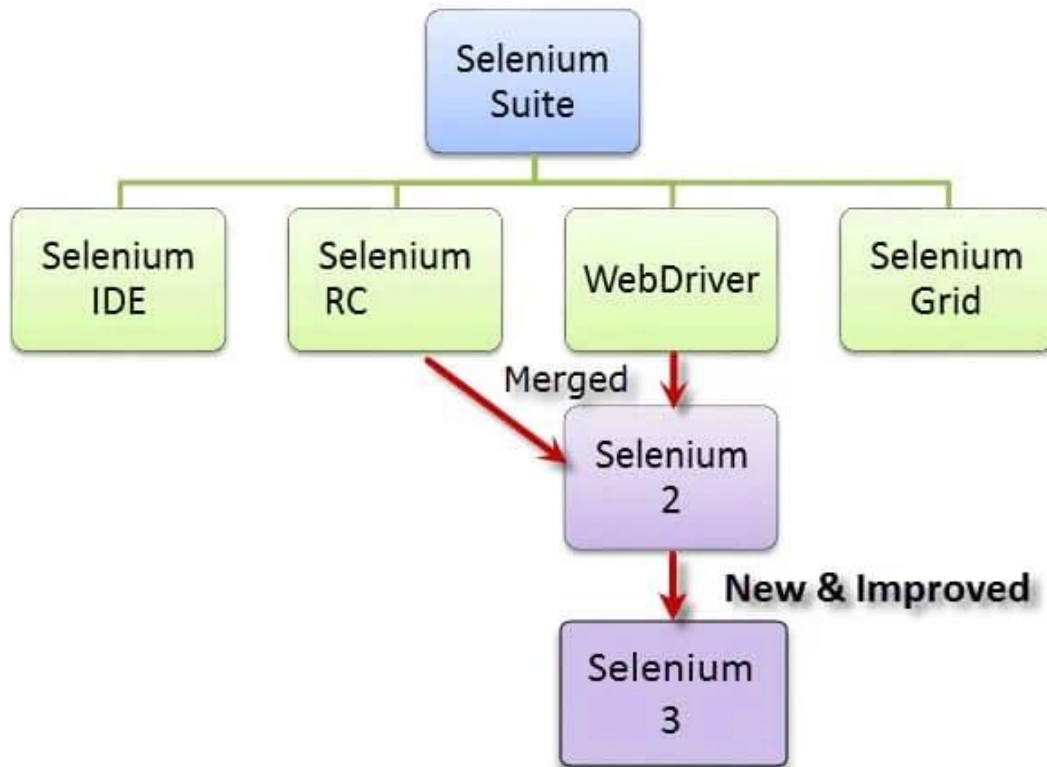 Selenium
Suite
Selenium
IDE
Selenium
RC
WebDriver
Selenium
Grid
Merged
Selenium
2
New & Improved
Selenium
3